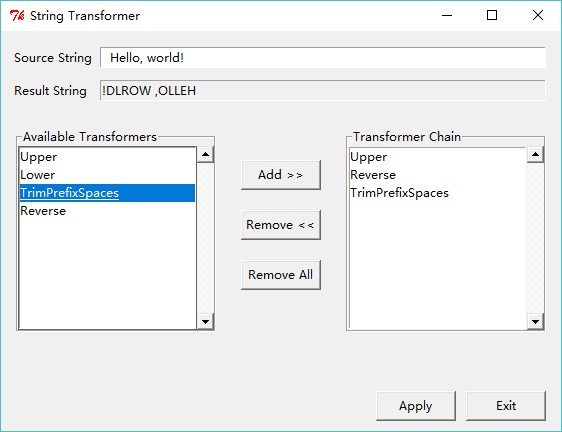 String Transformer
Source String   Hello, world!
Result String !DLROW ,OLLEH
Available Transformers
Upper
Lower
TrimPrefixSpaces
Reverse
Add >>
Remove <<
Remove All
Transformer Chain
Upper
Reverse
TrimPrefixSpaces
Apply
Exit